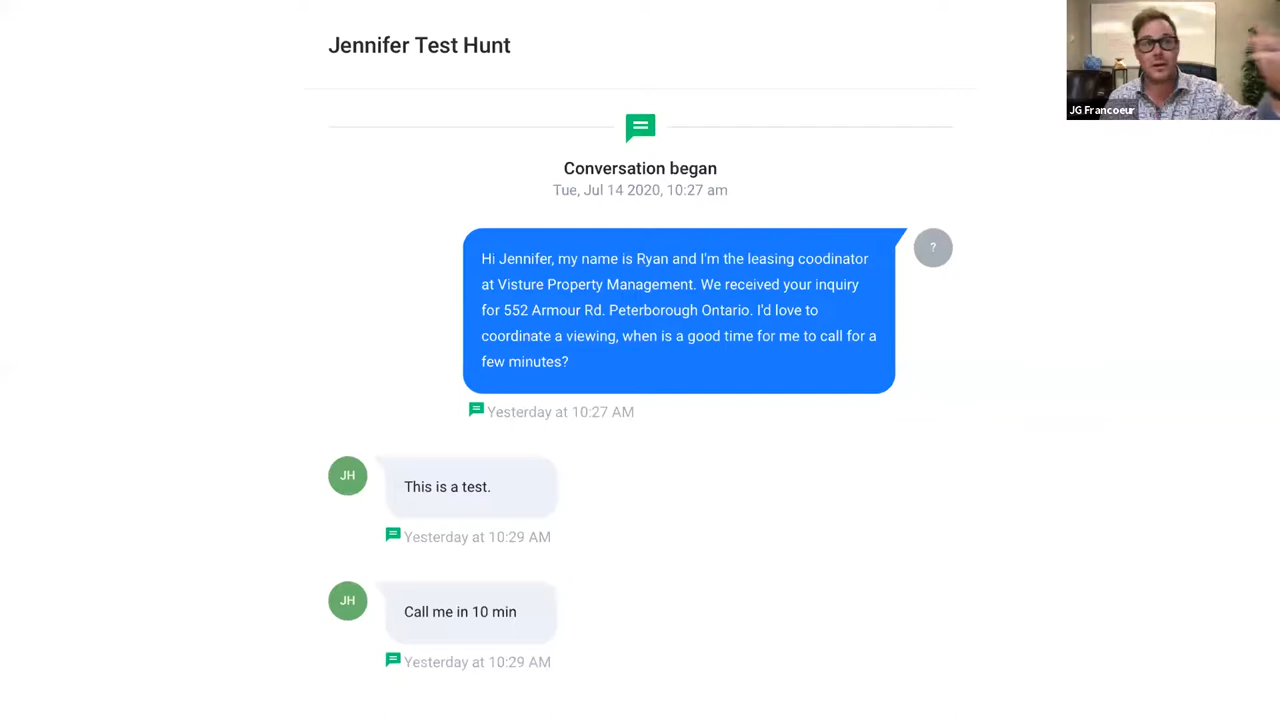 Jennifer Test Hunt
JG Francoeur
Conversation began
Tue, Jul 14 2020, 10:27 am
Hi Jennifer, my name is Ryan and I'm the leasing coodinator
at Visture Property Management. We received your inquiry
for 552 Armour Rd. Peterborough Ontario. I'd love to
coordinate a viewing, when is a good time for me to call for a
few minutes?
?
Yesterday at 10:27 AM
JH
This is a test.
Yesterday at 10:29 AM
JH
Call me in 10 min
Yesterday at 10:29 AM